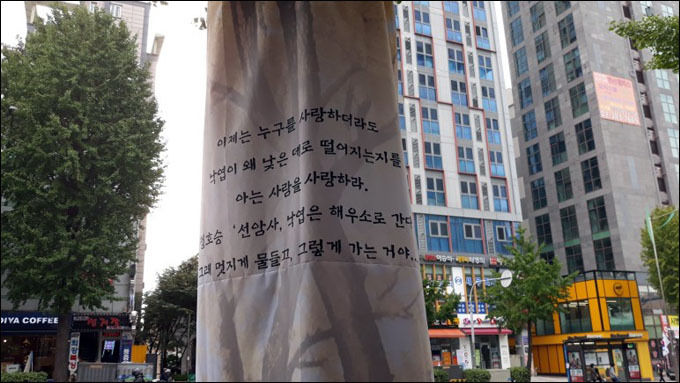 이제는 누구를 사랑하더라도
낙엽이 왜 낮은 데로 떨어지는지를
아는 사람을 사랑하라.
정호승 '선암사, 낙엽은 해우소로 간다
그래 멋지게 물들고, 그렇게 가는 거야..
DIYA COFFEE